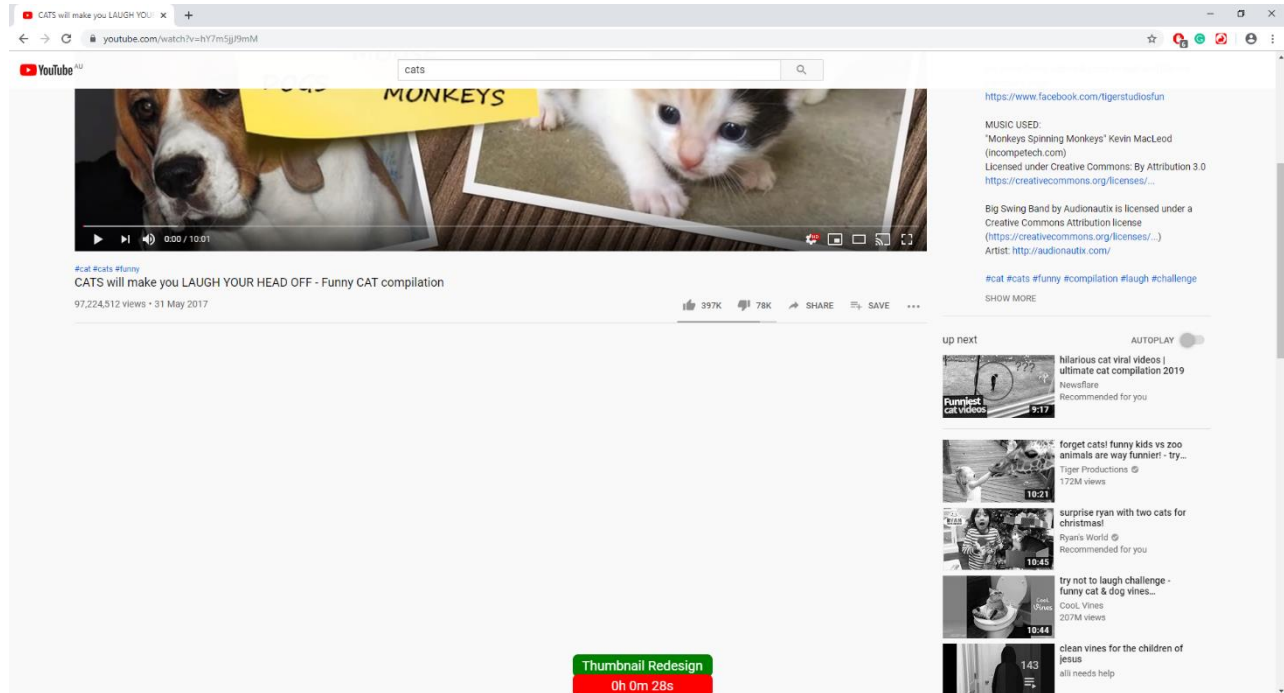 CATS will make you LAUGH YOU
youtube.com/watch?v=hY7m5jjJ9mM
YouTube AU
cats
MONKEYS
0:00 / 10:01
HD
#cat #cats #funny
CATS will make you LAUGH YOUR HEAD OFF - Funny CAT compilation
97,224,512 views • 31 May 2017
397K 78K SHARE SAVE
https://www.facebook.com/tigerstudiosfun
MUSIC USED:
"Monkeys Spinning Monkeys" Kevin MacLeod
(incompetech.com)
Licensed under Creative Commons: By Attribution 3.0
https://creativecommons.org/licenses/...
Big Swing Band by Audionautix is licensed under a
Creative Commons Attribution license
(https://creativecommons.org/licenses/...)
Artist: http://audionautix.com/
#cat #cats #funny #compilation #laugh #challenge
SHOW MORE
up next AUTOPLAY
???
Funniest
cat videos
9:17
hilarious cat viral videos |
ultimate cat compilation 2019
Newsflare
Recommended for you
10:21
forget cats! funny kids vs zoo
animals are way funnier! - try...
Tiger Productions
172M views
10:45
surprise ryan with two cats for
christmas!
Ryan's World
Recommended for you
CooL
Vines
10:44
try not to laugh challenge -
funny cat & dog vines...
CooL Vines
207M views
143
clean vines for the children of
jesus
alli needs help
Thumbnail Redesign
0h 0m 28s